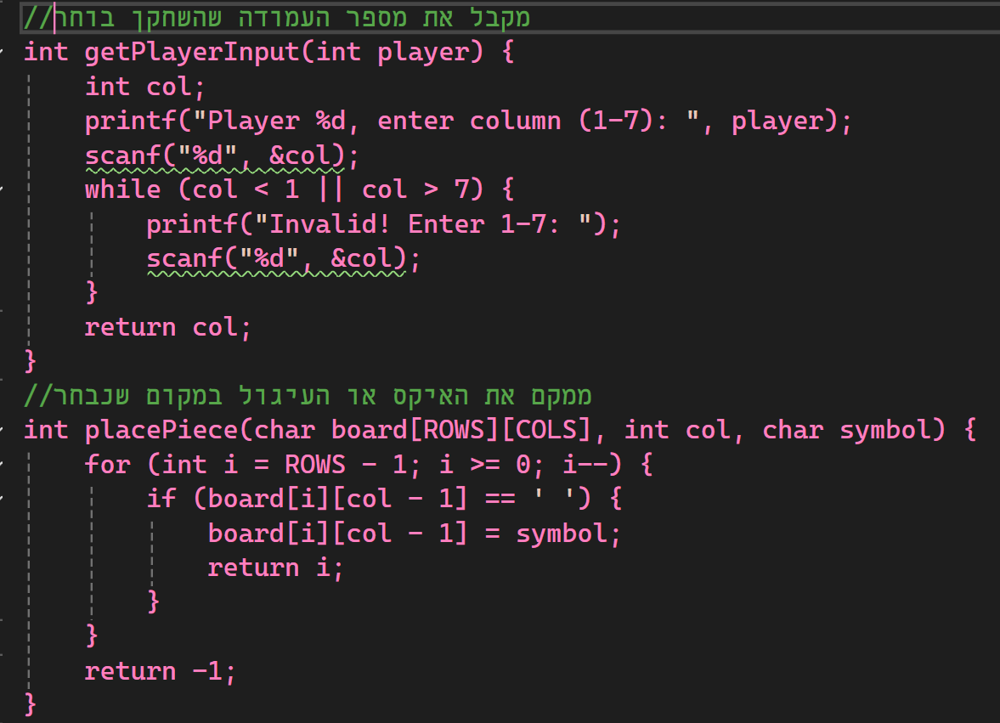 //מקבל את מספר העמודה שהשחקן בוחר
int getPlayerInput(int player) {
    int col;
    printf("Player %d, enter column (1-7): ", player);
    scanf("%d", &col);
    while (col < 1 || col > 7) {
        printf("Invalid! Enter 1-7: ");
        scanf("%d", &col);
    }
    return col;
}
//ממקם את האיקס או העיגול במקום שנבחר
int placePiece(char board[ROWS][COLS], int col, char symbol) {
    for (int i = ROWS - 1; i >= 0; i--) {
        if (board[i][col - 1] == ' ') {
            board[i][col - 1] = symbol;
            return i;
        }
    }
    return -1;
}